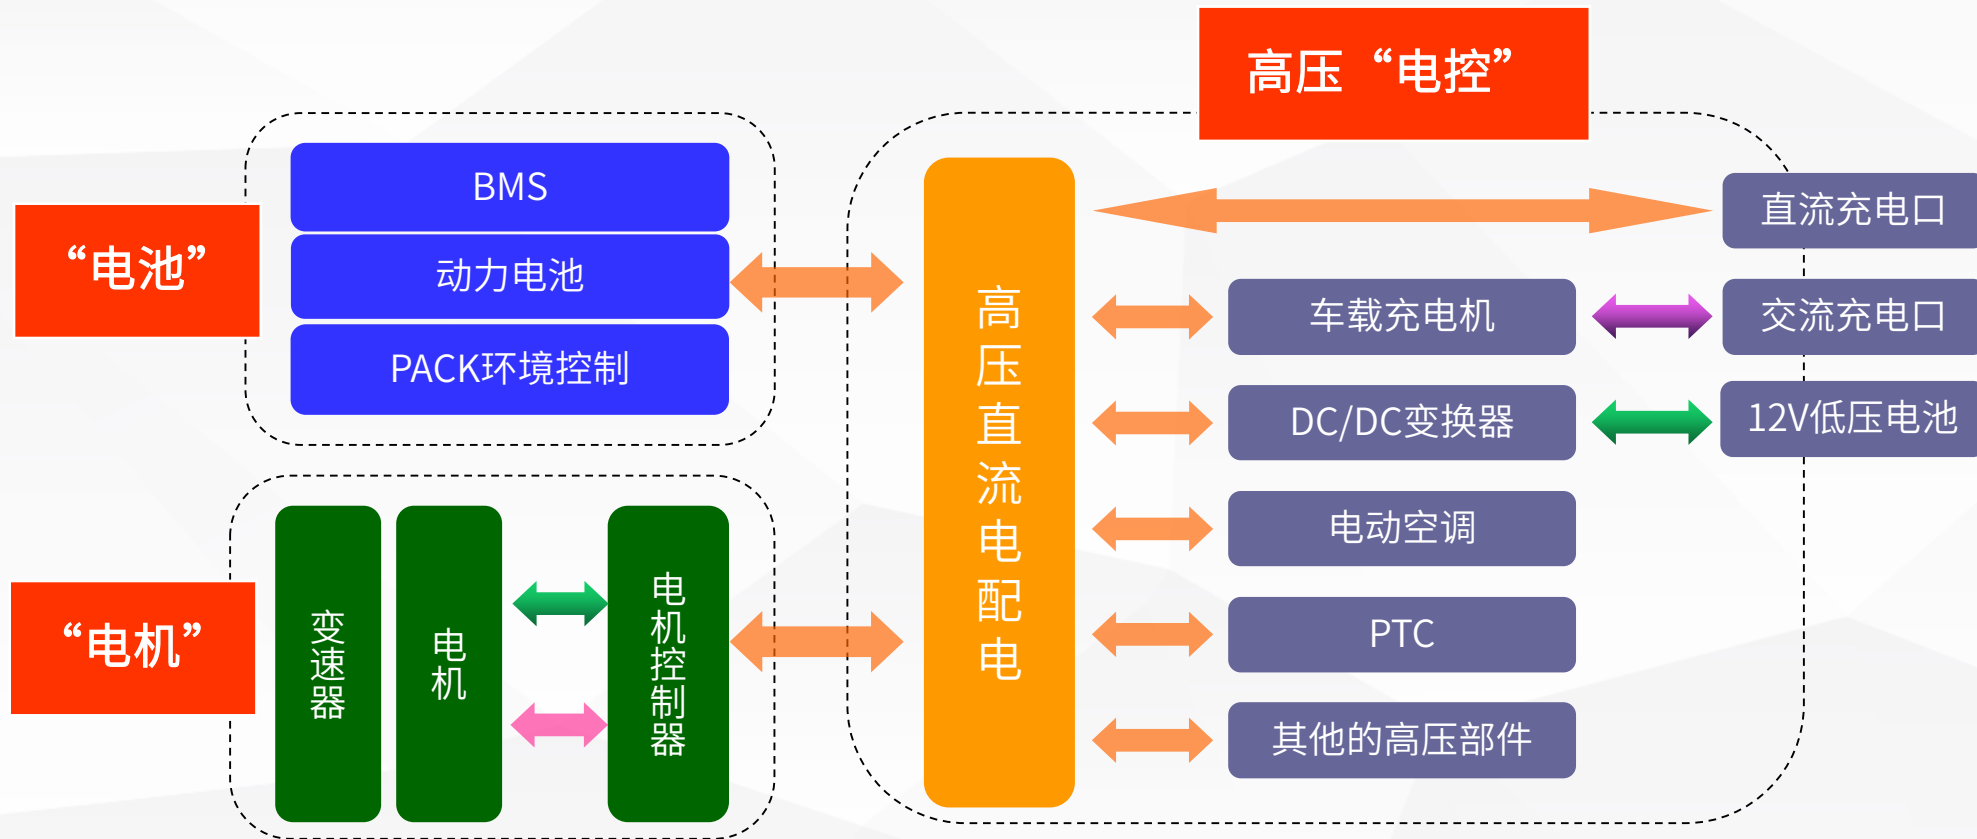 高压“电控”
“电池”
BMS
动力电池
PACK环境控制
“电机”
变速器
电机
电机控制器
高压直流电配电
直流充电口
车载充电机
交流充电口
DC/DC变换器
12V低压电池
电动空调
PTC
其他的高压部件